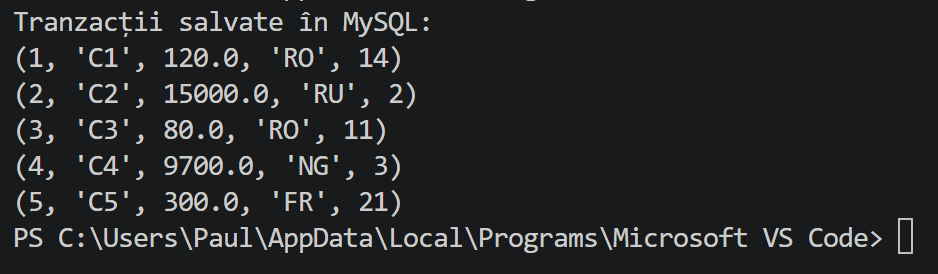 Tranzacții salvate în MySQL:
(1, 'C1', 120.0, 'RO', 14)
(2, 'C2', 15000.0, 'RU', 2)
(3, 'C3', 80.0, 'RO', 11)
(4, 'C4', 9700.0, 'NG', 3)
(5, 'C5', 300.0, 'FR', 21)
PS C:\Users\Paul\AppData\Local\Programs\Microsoft VS Code>